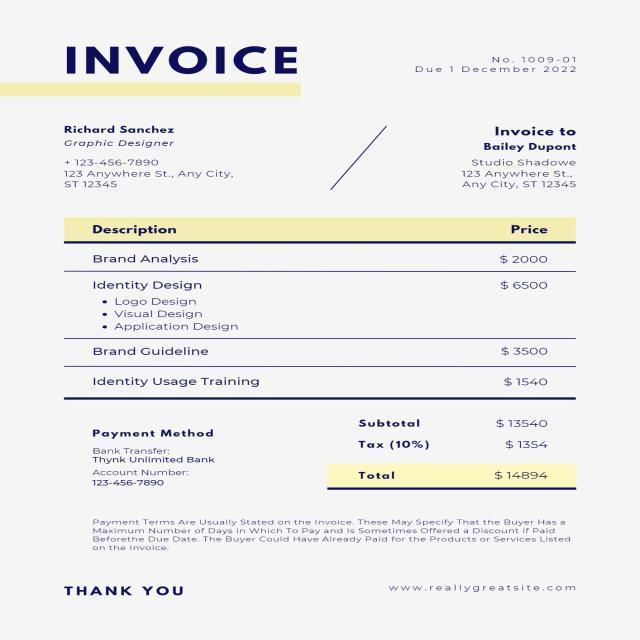 INVOICE
No. 1009-01
Due 1 December 2022
Richard Sanchez
Graphic Designer
+ 123-456-7890
123 Anywhere St., Any City,
ST 12345
Invoice to
Bailey Dupont
Studio Shadowe
123 Anywhere St.,
Any City, ST 12345
Description Price
Brand Analysis $ 2000
Identity Design $ 6500
• Logo Design
• Visual Design
• Application Design
Brand Guideline $ 3500
Identity Usage Training $ 1540
Subtotal $ 13540
Tax (10%) $ 1354
Total $ 14894
Payment Method
Bank Transfer:
Thynk Unlimited Bank
Account Number:
123-456-7890
Payment Terms Are Usually Stated on the Invoice. These May Specify That the Buyer Has a
Maximum Number of Days in Which To Pay and Is Sometimes Offered a Discount if Paid
Beforethe Due Date. The Buyer Could Have Already Paid for the Products or Services Listed
on the Invoice.
THANK YOU
www.reallygreatsite.com